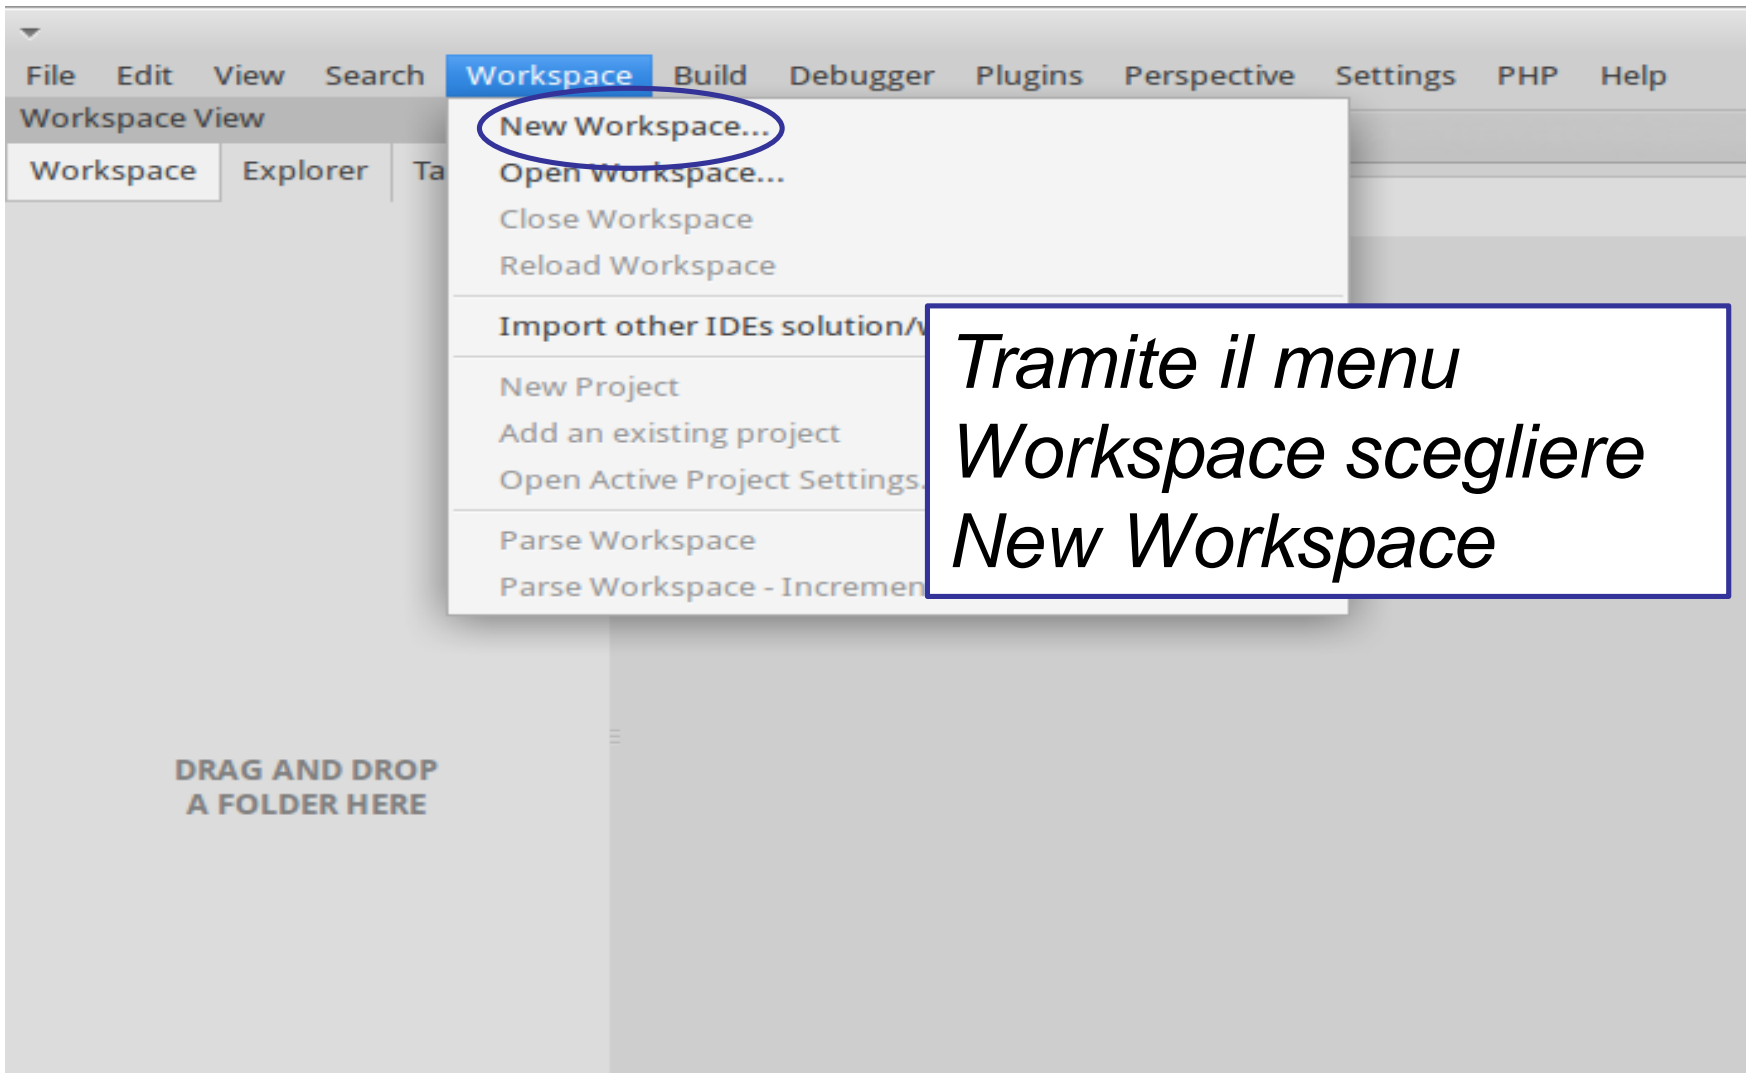 File Edit View Search Workspace Build Debugger Plugins Perspective Settings PHP Help
Workspace View
Workspace Explorer Ta
New Workspace...
Open Workspace...
Close Workspace
Reload Workspace
Import other IDEs solution/
New Project
Add an existing project
Open Active Project Settings.
Parse Workspace
Parse Workspace - Incremen
Tramite il menu
Workspace scegliere
New Workspace
DRAG AND DROP
A FOLDER HERE